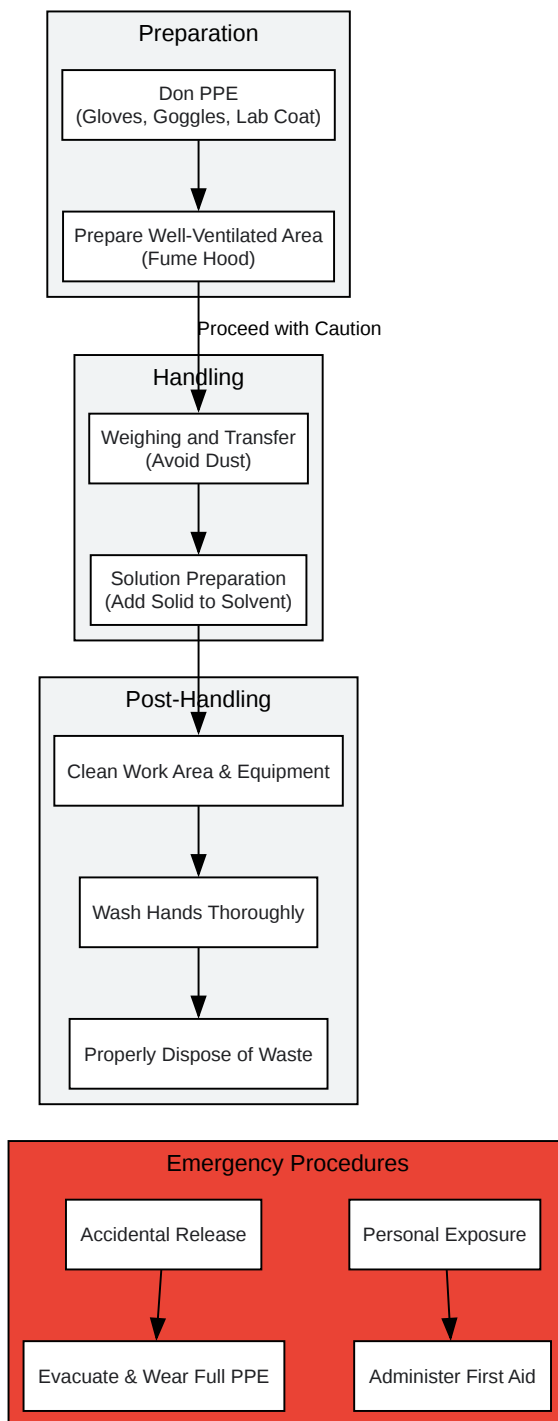 Preparation
Don PPE
(Gloves, Goggles, Lab Coat)
Prepare Well-Ventilated Area
(Fume Hood)
Proceed with Caution
Handling
Weighing and Transfer
(Avoid Dust)
Solution Preparation
(Add Solid to Solvent)
Post-Handling
Clean Work Area & Equipment
Wash Hands Thoroughly
Properly Dispose of Waste
Emergency Procedures
Accidental Release
Personal Exposure
Evacuate & Wear Full PPE
Administer First Aid